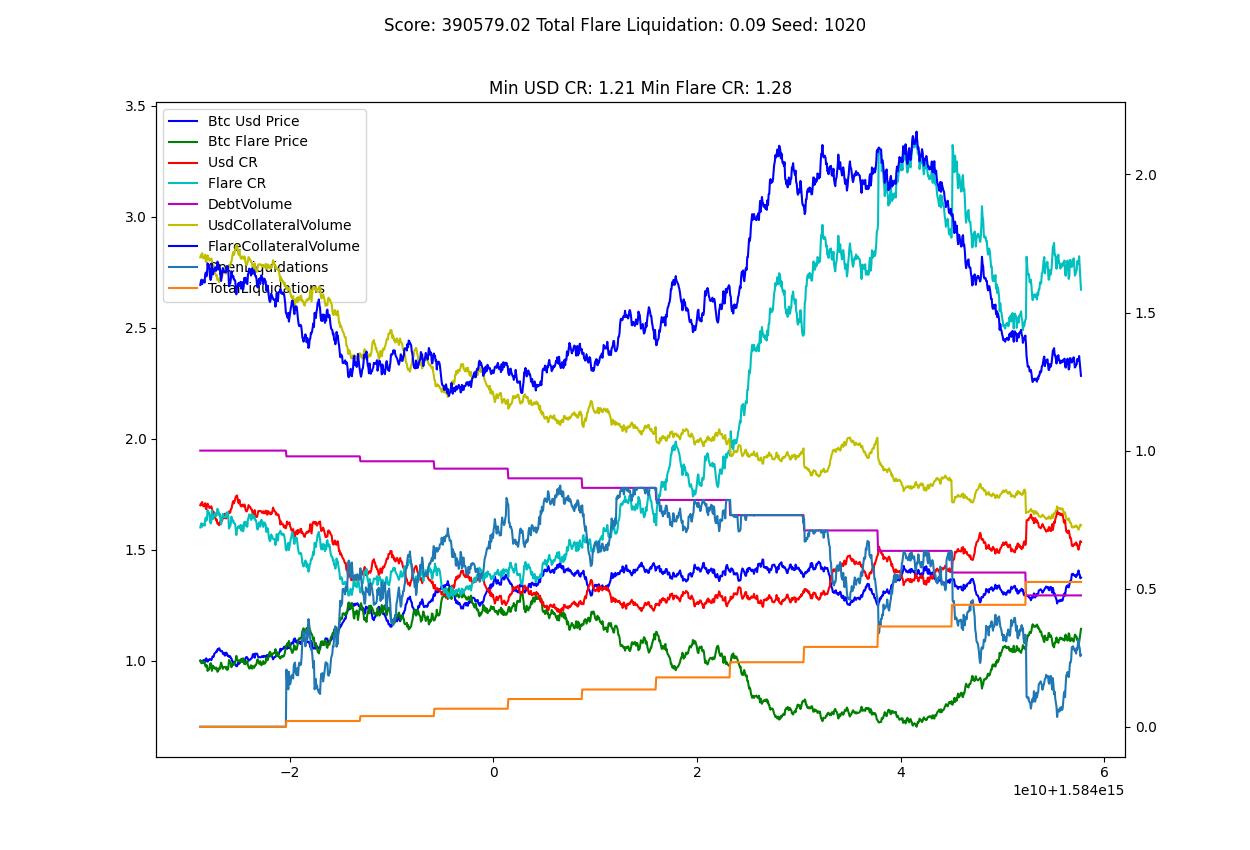 Score: 390579.02 Total Flare Liquidation: 0.09 Seed: 1020
Min USD CR: 1.21 Min Flare CR: 1.28
3.5
3.0
2.5
2.0
1.5
1.0
Btc Usd Price
Btc Flare Price
Usd CR
Flare CR
DebtVolume
UsdCollateralVolume
FlareCollateralVolume
OpenLiquidations
TotalLiquidations
2.0
1.5
1.0
0.5
0.0
−2 0 2 4 6
1e10+1.584e15